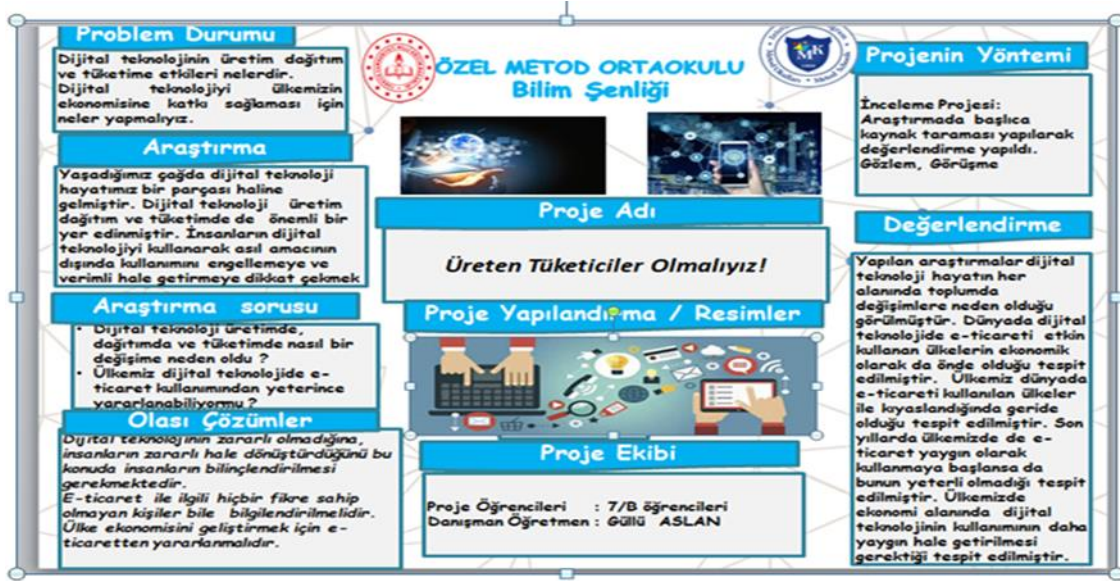 Problem Durumu
Dijital teknolojinin üretim dağıtım
ve tüketime etkileri nelerdir.
Dijital teknolojiyi ülkemizin
ekonomisine katkı sağlaması için
neler yapmalıyız.
Araştırma
Yaşadığımız çağda dijital teknoloji
hayatımız bir parçası haline
gelmiştir. Dijital teknoloji üretim
dağıtım ve tüketimde de önemli bir
yer edinmiştir. İnsanların dijital
teknolojiyi kullanarak asıl amacının
dışında kullanımını engellemeye ve
verimli hale getirmeye dikkat çekmek
Araştırma sorusu
• Dijital teknoloji üretimde,
dağıtımda ve tüketimde nasıl bir
değişime neden oldu ?
• Ülkemiz dijital teknolojide e-
ticaret kullanımından yeterince
yararlanabiliyormu ?
Olası Çözümler
Dijital teknolojinin zararlı olmadığına,
insanların zararlı hale dönüştürdüğünü bu
konuda insanların bilinçlendirilmesi
gerekmektedir.
E-ticaret ile ilgili hiçbir fikre sahip
olmayan kişiler bile bilgilendirilmelidir.
Ülke ekonomisini geliştirmek için e-
ticaretten yararlanmalıdır.
ÖZEL METOD ORTAOKULU
Bilim Şenliği
Proje Adı
Üreten Tüketiciler Olmalıyız!
Proje Yapılandırma / Resimler
Proje Ekibi
Proje Öğrencileri : 7/B öğrencileri
Danışman Öğretmen : Güllü ASLAN
MK
Projenin Yöntemi
İnceleme Projesi:
Araştırmada başlıca
kaynak taraması yapılarak
değerlendirme yapıldı.
Gözlem, Görüşme
Değerlendirme
Yapılan araştırmalar dijital
teknoloji hayatın her
alanında toplumda
değişimlere neden olduğu
görülmüştür. Dünyada dijital
teknolojide e-ticareti etkin
kullanan ülkelerin ekonomik
olarak da önde olduğu tespit
edilmiştir. Ülkemiz dünyada
e-ticareti kullanılan ülkeler
ile kıyaslandığında geride
olduğu tespit edilmiştir. Son
yıllarda ülkemizde de e-
ticaret yaygın olarak
kullanmaya başlansa da
bunun yeterli olmadığı tespit
edilmiştir. Ülkemizde
ekonomi alanında dijital
teknolojinin kullanımının daha
yaygın hale getirilmesi
gerektiği tespit edilmiştir.